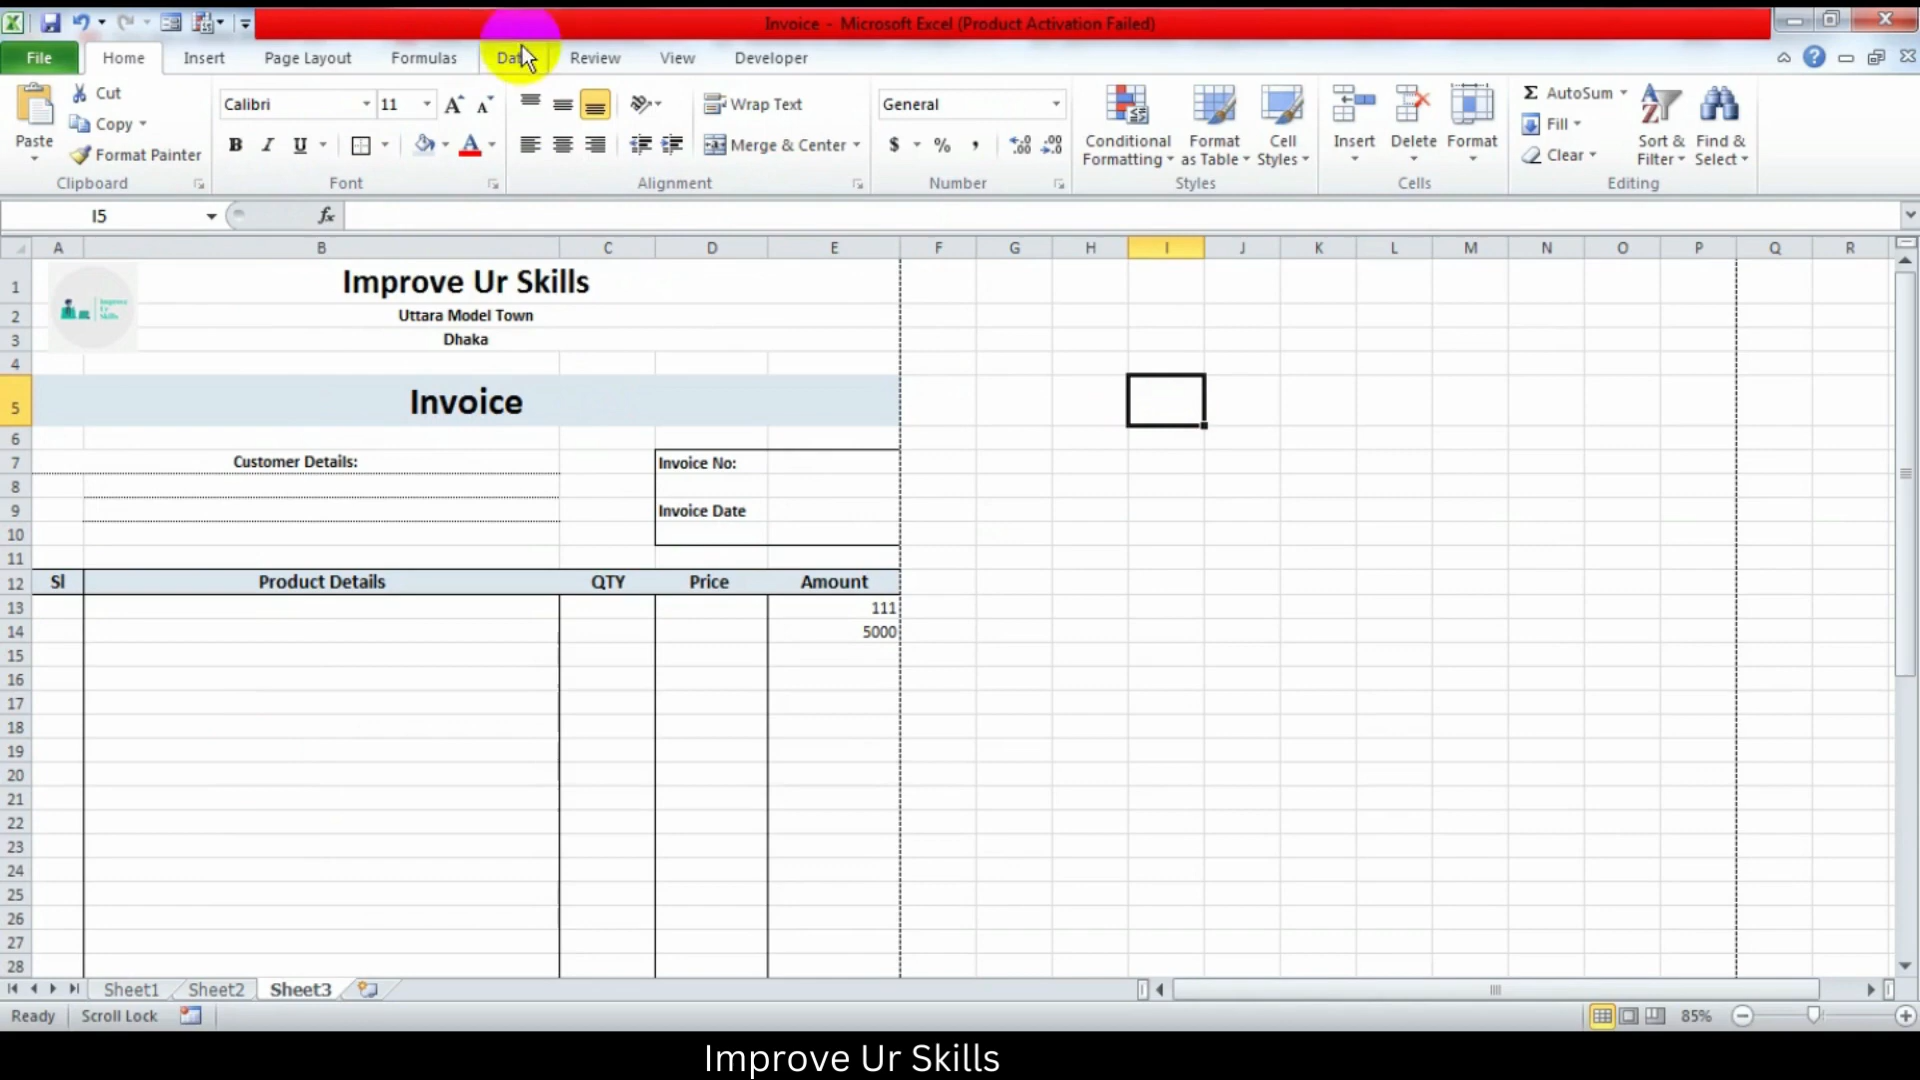 Invoice - Microsoft Excel (Product Activation Failed)
File Home Insert Page Layout Formulas Data Review View Developer
Cut
Copy
Format Painter
Paste
Clipboard
Calibri 11
B I U
Font
Wrap Text
Merge & Center
Alignment
General
$ % ,
Number
Conditional Formatting
Format as Table
Cell Styles
Styles
Insert Delete Format
Cells
Σ AutoSum
Fill
Clear
Sort & Filter
Find & Select
Editing
I5
fx
A B C D E F G H I J K L M N O P Q R
1 Improve Ur Skills
2 Uttara Model Town
3 Dhaka
4
5 Invoice
6
7 Customer Details: Invoice No:
8
9 Invoice Date
10
11
12 Sl Product Details QTY Price Amount
13 111
14 5000
15
16
17
18
19
20
21
22
23
24
25
26
27
28
Sheet1 Sheet2 Sheet3
Ready Scroll Lock 85%
Improve Ur Skills